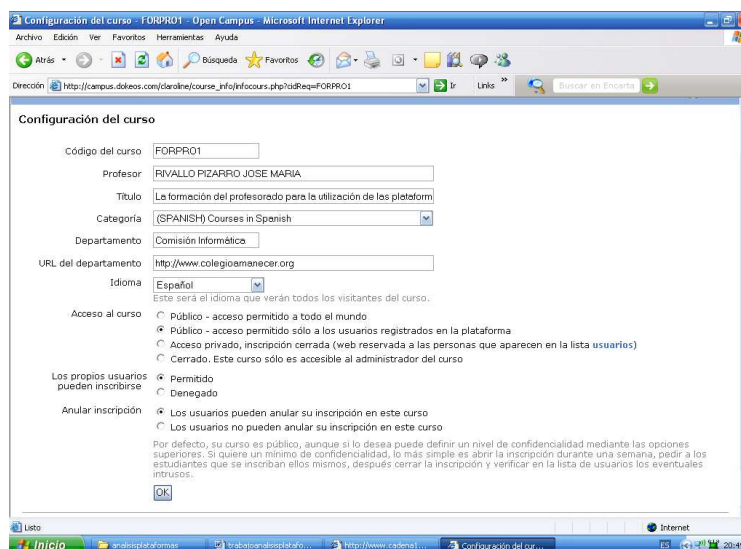 Configuración del curso - FORPRO1 - Open Campus - Microsoft Internet Explorer
Archivo Edición Ver Favoritos Herramientas Ayuda
Atrás Búsqueda Favoritos
Dirección http://campus.dokeos.com/claroline/course_info/infocours.php?cidReq=FORPRO1 Ir Links » Buscar en Encarta
Configuración del curso
Código del curso FORPRO1
Profesor RIVALLO PIZARRO JOSE MARIA
Título La formación del profesorado para la utilización de las plataform
Categoría (SPANISH) Courses in Spanish
Departamento Comisión Informática
URL del departamento http://www.colegioamanecer.org
Idioma Español
Este será el idioma que verán todos los visitantes del curso.
Acceso al curso Público - acceso permitido a todo el mundo
Público - acceso permitido sólo a los usuarios registrados en la plataforma
Acceso privado, inscripción cerrada (web reservada a las personas que aparecen en la lista usuarios)
Cerrado. Este curso sólo es accesible al administrador del curso
Los propios usuarios pueden inscribirse Permitido
Denegado
Anular inscripción Los usuarios pueden anular su inscripción en este curso
Los usuarios no pueden anular su inscripción en este curso
Por defecto, su curso es público, aunque si lo desea puede definir un nivel de confidencialidad mediante las opciones
superiores. Si quiere un mínimo de confidencialidad, lo más simple es abrir la inscripción durante una semana, pedir a los
estudiantes que se inscriban ellos mismos, después cerrar la inscripción y verificar en la lista de usuarios los eventuales
intrusos.
OK
Listo Internet
Inicio analisisplataformas trabajoanalisisplatafo... http://www.cadena1... Configuración del cur... ES